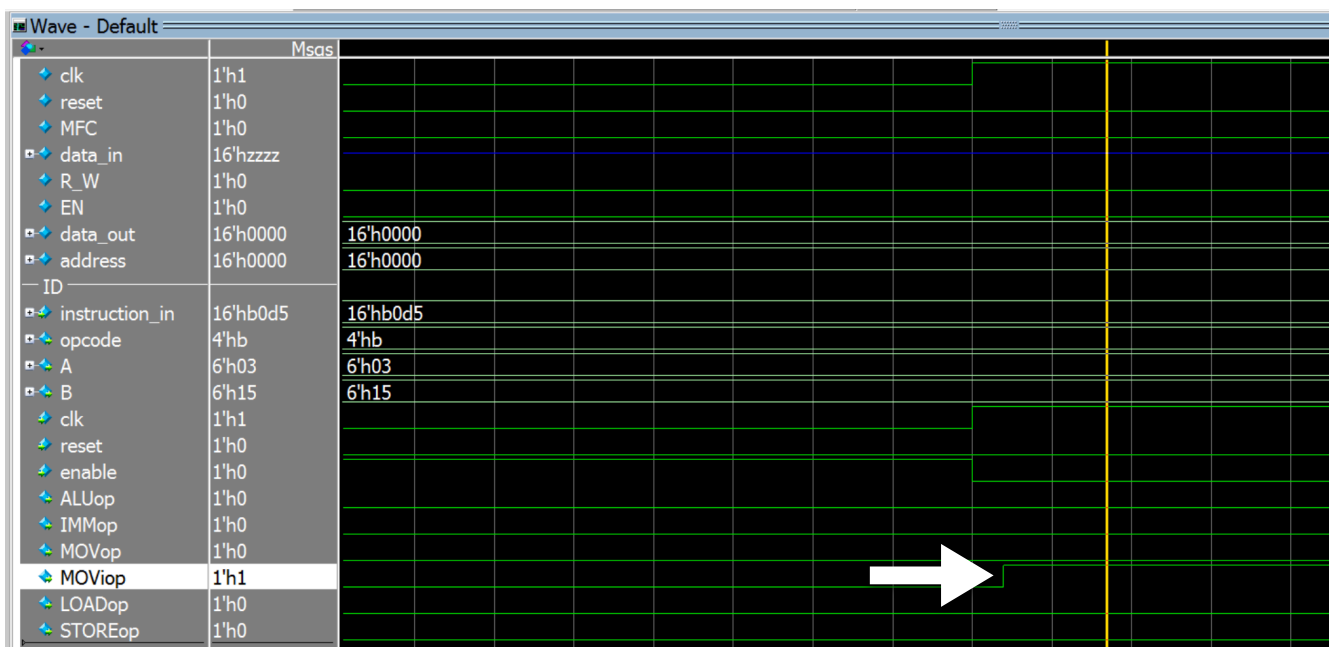 Wave - Default
Msgs
clk 1'h1
reset 1'h0
MFC 1'h0
data_in 16'hzzzz
R_W 1'h0
EN 1'h0
data_out 16'h0000 16'h0000
address 16'h0000 16'h0000
ID
instruction_in 16'hb0d5 16'hb0d5
opcode 4'hb 4'hb
A 6'h03 6'h03
B 6'h15 6'h15
clk 1'h1
reset 1'h0
enable 1'h0
ALUop 1'h0
IMMop 1'h0
MOVop 1'h0
MOViop 1'h1
LOADop 1'h0
STOREop 1'h0